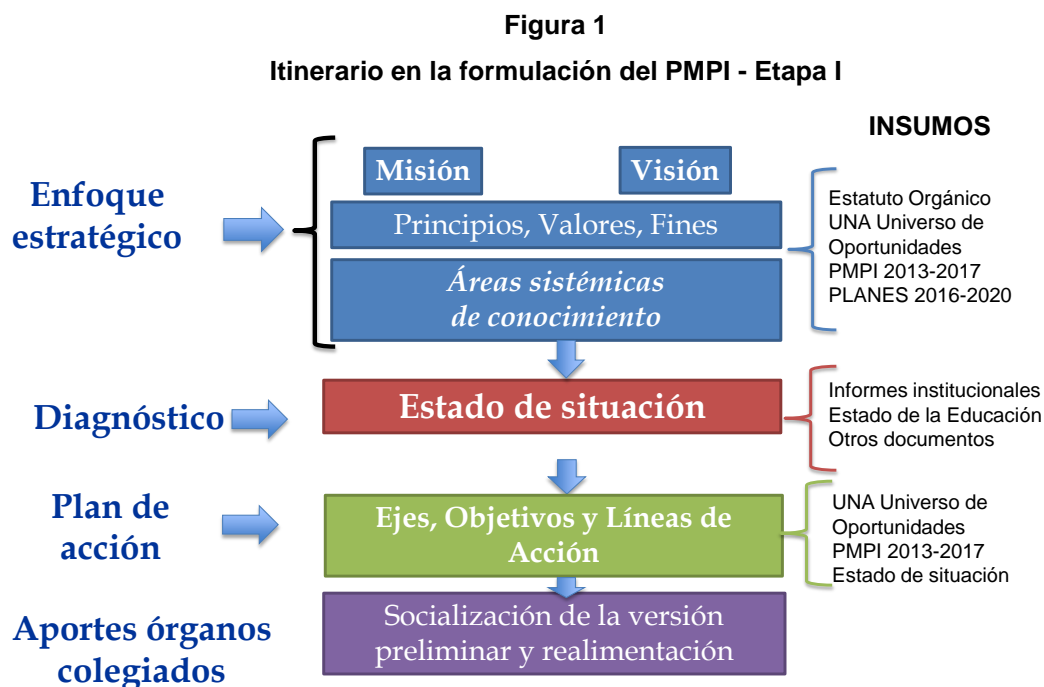 Figura 1
Itinerario en la formulación del PMPI - Etapa I
INSUMOS
Enfoque
estratégico
Misión
Visión
Principios, Valores, Fines
Áreas sistémicas
de conocimiento
Estatuto Orgánico
UNA Universo de
Oportunidades
PMPI 2013-2017
PLANES 2016-2020
Diagnóstico
Estado de situación
Informes institucionales
Estado de la Educación
Otros documentos
Plan de
acción
Ejes, Objetivos y Líneas de
Acción
UNA Universo de
Oportunidades
PMPI 2013-2017
Estado de situación
Aportes órganos
colegiados
Socialización de la versión
preliminar y realimentación